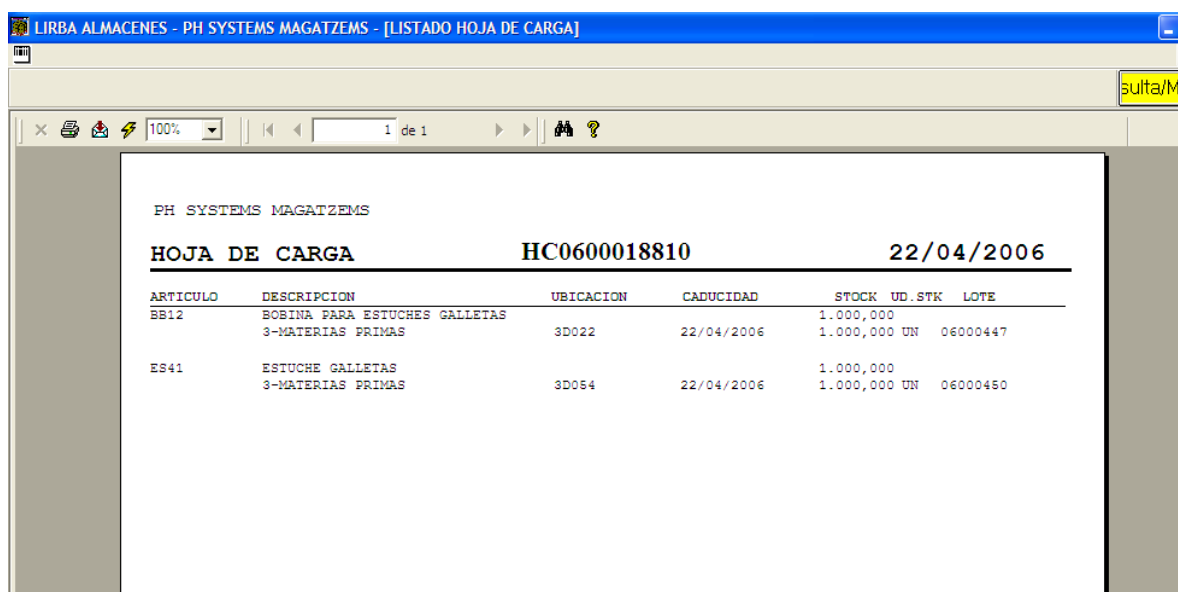 LIRBA ALMACENES - PH SYSTEMS MAGATZEMS - [LISTADO HOJA DE CARGA]
sulta/M
100% 1 de 1
PH SYSTEMS MAGATZEMS
HOJA DE CARGA HC0600018810 22/04/2006
ARTICULO DESCRIPCION UBICACION CADUCIDAD STOCK UD.STK LOTE
BB12 BOBINA PARA ESTUCHES GALLETAS 1.000,000
3-MATERIAS PRIMAS 3D022 22/04/2006 1.000,000 UN 06000447
ES41 ESTUCHE GALLETAS 1.000,000
3-MATERIAS PRIMAS 3D054 22/04/2006 1.000,000 UN 06000450